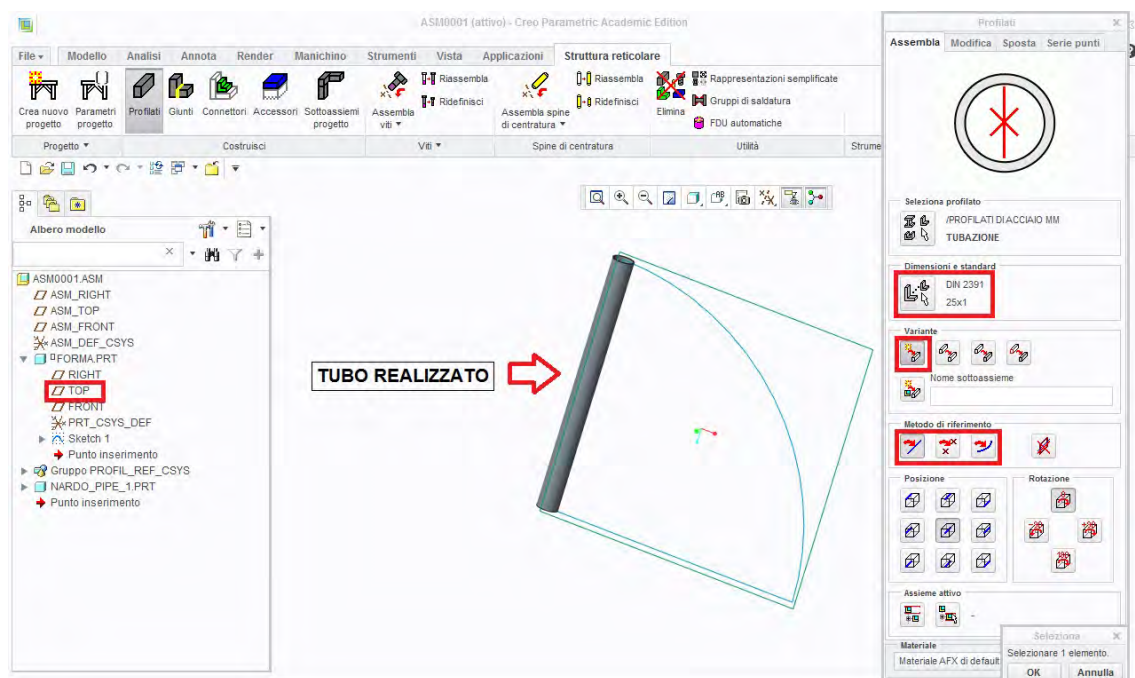 ASM0001 (attivo) - Creo Parametric Academic Edition
File Modello Analisi Annota Render Manichino Strumenti Vista Applicazioni Struttura reticolare
Crea nuovo progetto
Parametri progetto
Profilati
Giunti
Connettori
Accessori
Sottoassiemi progetto
Assembla viti
Riassembla
Ridefinisci
Assembla spine di centratura
Riassembla
Ridefinisci
Elimina
Rappresentazioni semplificate
Gruppi di saldatura
FDU automatiche
Progetto Costruisci Viti Spine di centratura Utilità Strume
Albero modello
ASM0001.ASM
ASM_RIGHT
ASM_TOP
ASM_FRONT
ASM_DEF_CSYS
FORMA.PRT
RIGHT
TOP
FRONT
PRT_CSYS_DEF
Sketch 1
Punto inserimento
Gruppo PROFIL_REF_CSYS
NARDO_PIPE_1.PRT
Punto inserimento
TUBO REALIZZATO
Profilati
Assembla Modifica Sposta Serie punti
Seleziona profilato
/PROFILATI DI ACCIAIO MM
TUBAZIONE
Dimensioni e standard
DIN 2391
25x1
Variante
Nome sottoassieme
Metodo di riferimento
Posizione Rotazione
Assieme attivo
-
Materiale
Materiale AFX di default
Seleziona
Selezionare 1 elemento.
OK Annulla